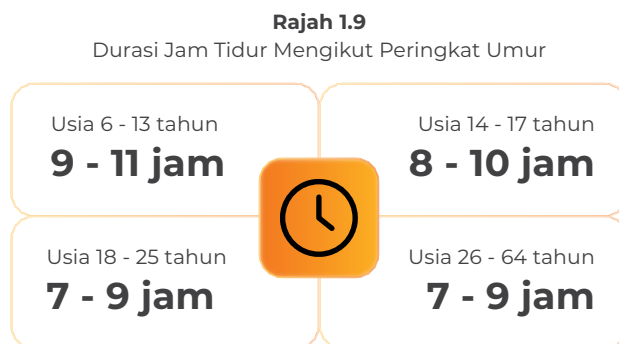 Rajah 1.9
Durasi Jam Tidur Mengikut Peringkat Umur
Usia 6 - 13 tahun
9 - 11 jam
Usia 14 - 17 tahun
8 - 10 jam
Usia 18 - 25 tahun
7 - 9 jam
Usia 26 - 64 tahun
7 - 9 jam